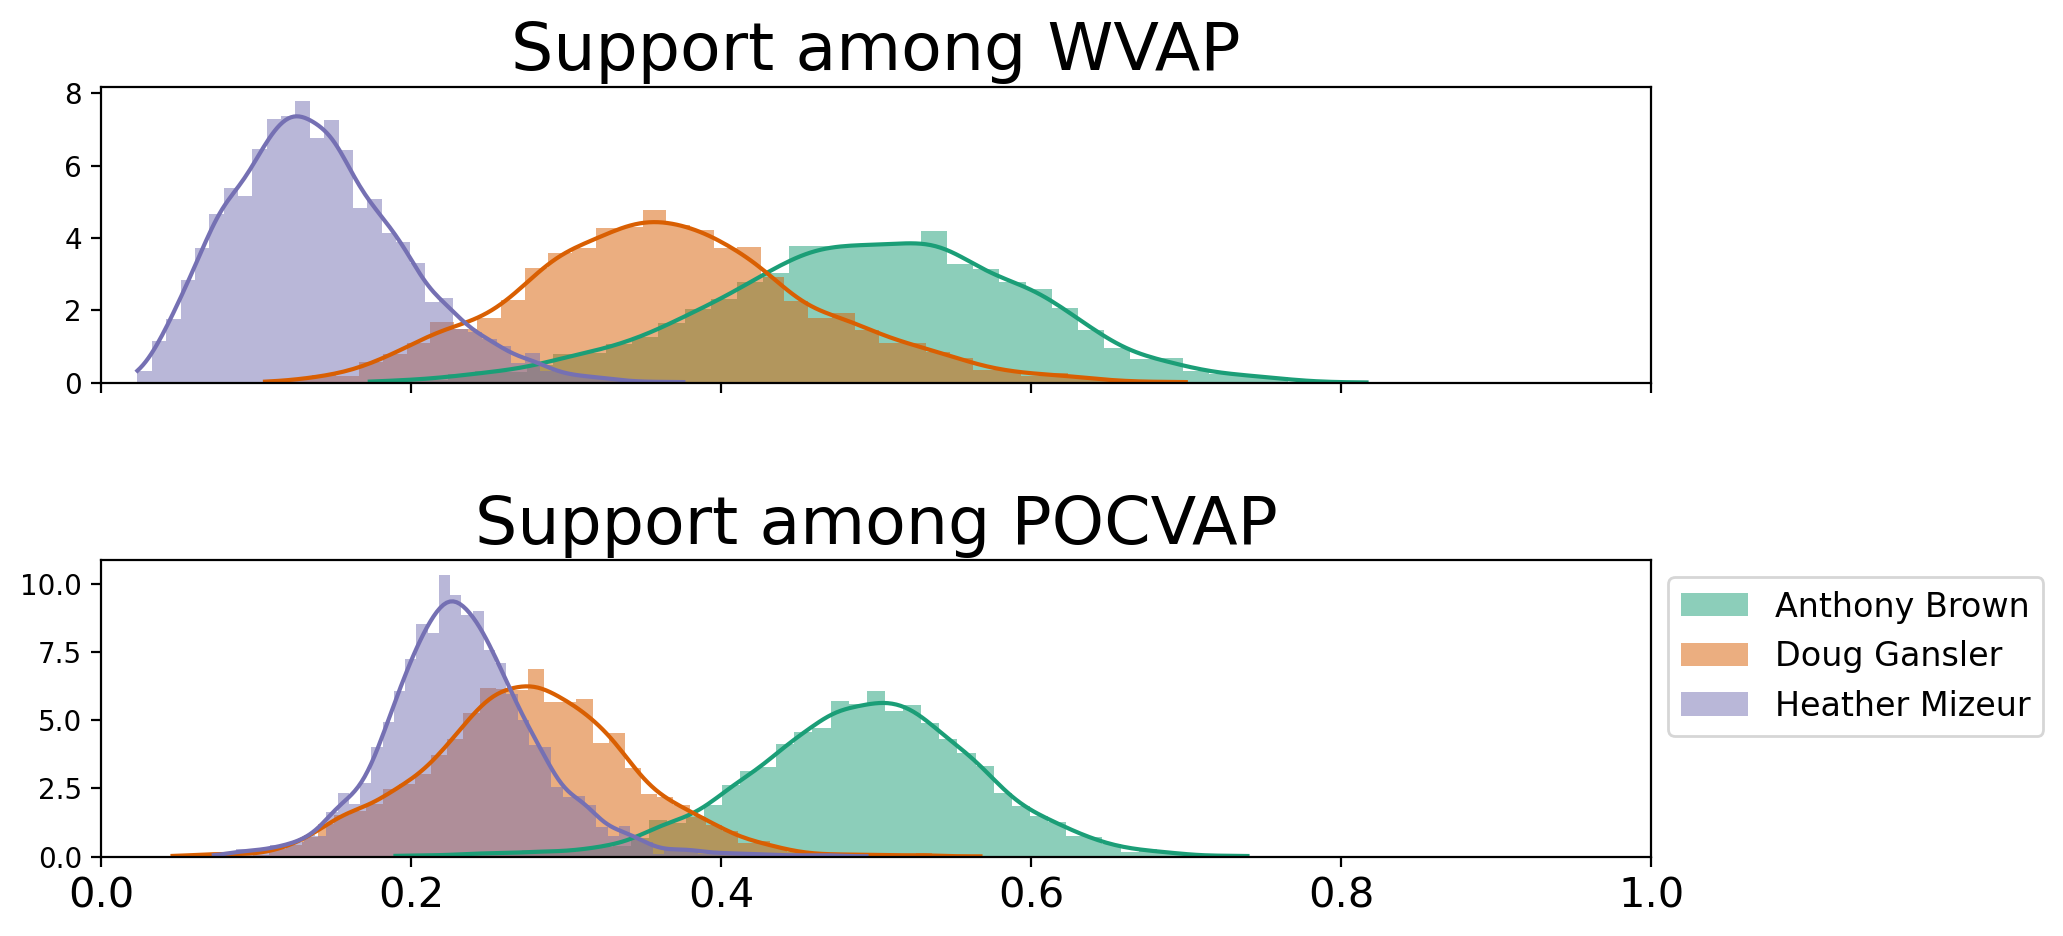 Support among WVAP
8
6
4
2
0
Support among POCVAP
10.0
7.5
5.0
2.5
0.0
0.0 0.2 0.4 0.6 0.8 1.0
Anthony Brown
Doug Gansler
Heather Mizeur